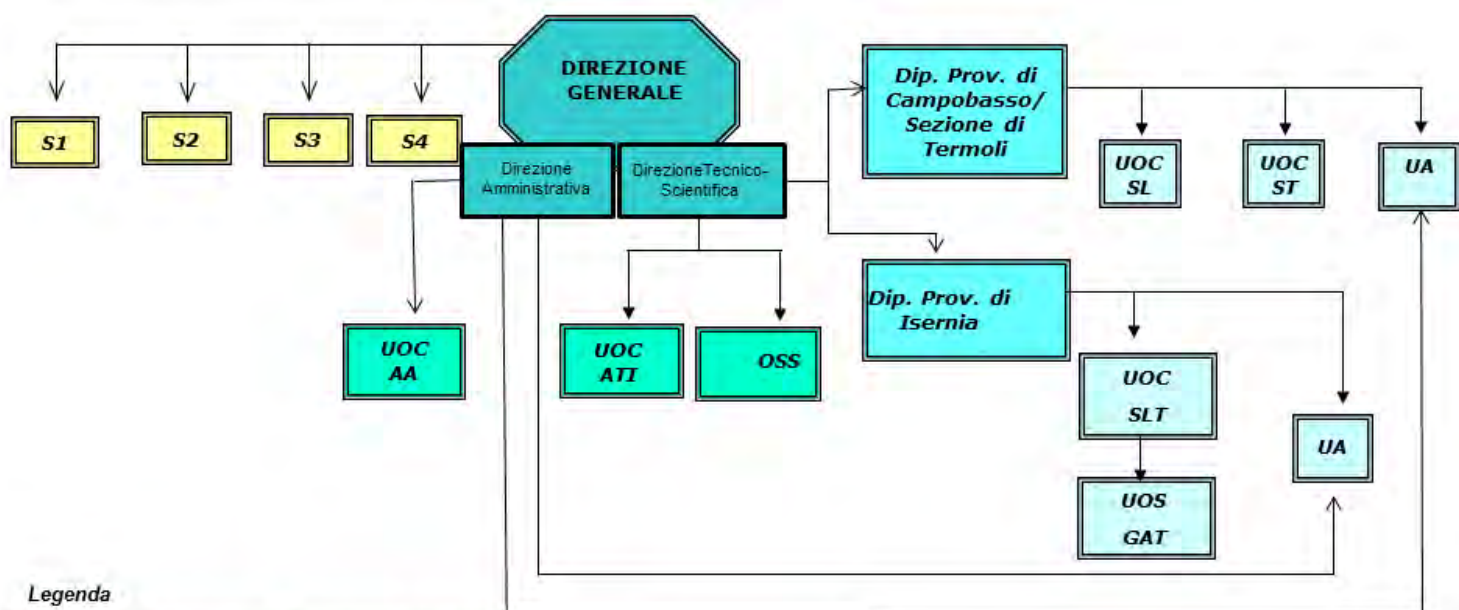 DIREZIONE
GENERALE
S1
S2
S3
S4
Direzione
Amministrativa
DirezioneTecnico-
Scientifica
Dip. Prov. di
Campobasso/
Sezione di
Termoli
UOC
SL
UOC
ST
UA
Dip. Prov. di
Isernia
UOC
AA
UOC
ATI
OSS
UOC
SLT
UA
UOS
GAT
Legenda